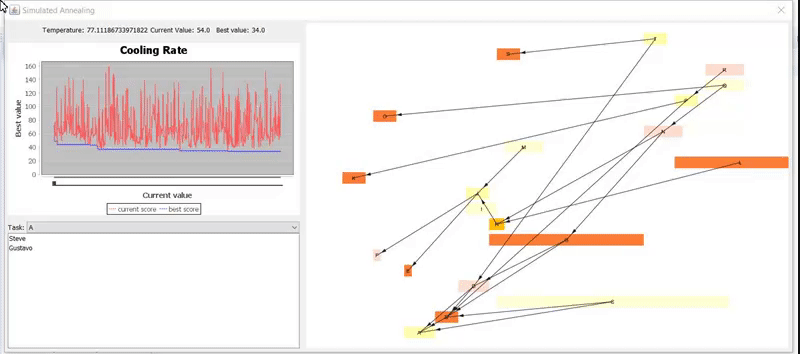 Simulated Annealing
Temperature: 77.11186733971822 Current Value: 54.0 Best value: 34.0
Cooling Rate
Best value
160
140
120
100
80
60
40
20
0
Current value
current score best score
Task: A
Steve
Gustavo
M
L
N